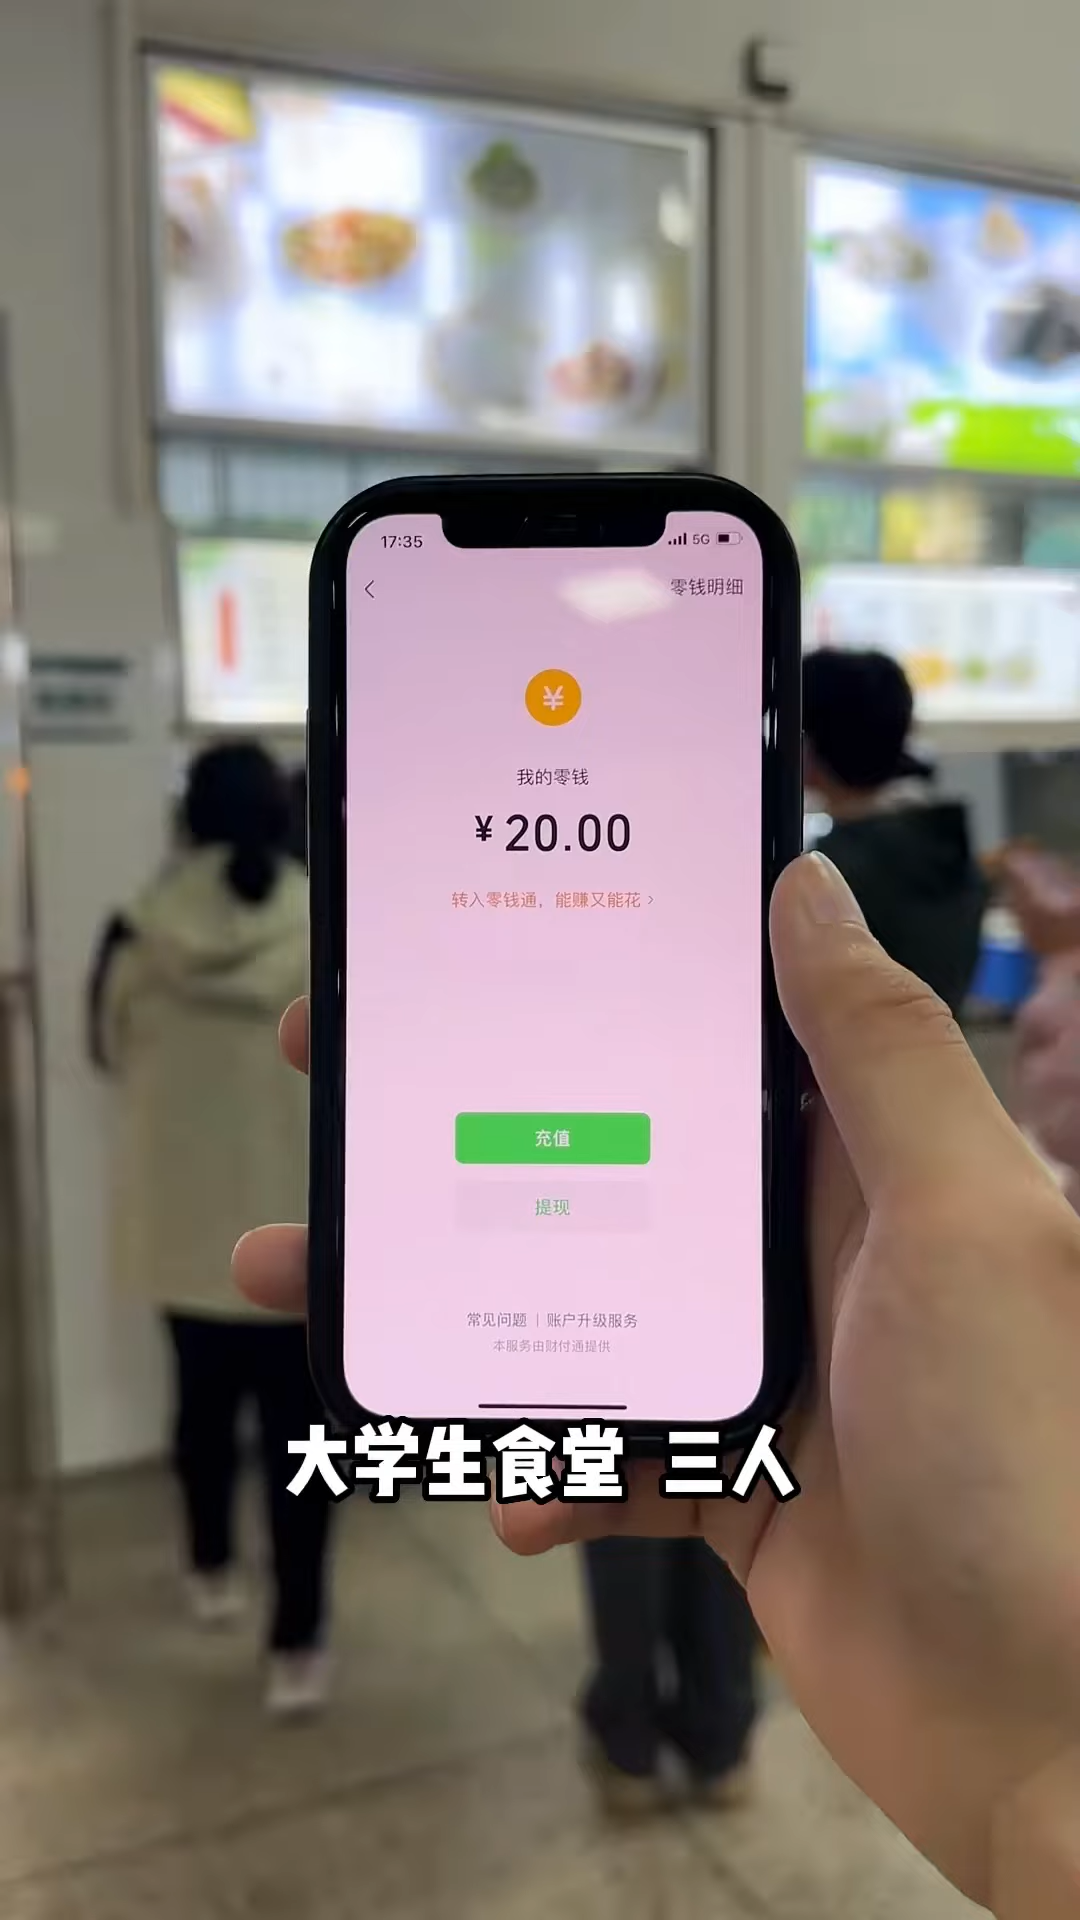 17:35
5G
零钱明细
¥
我的零钱
¥20.00
转入零钱通，能赚又能花 >
充值
提现
常见问题 | 账户升级服务
本服务由财付通提供
大学生食堂 三人